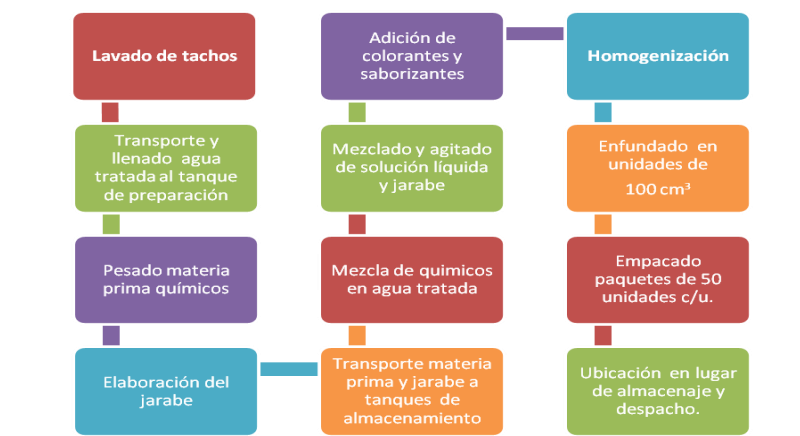 Lavado de tachos
Transporte y
llenado agua
tratada al tanque
de preparación
Pesado materia
prima químicos
Elaboración del
jarabe
Transporte materia
prima y jarabe a
tanques de
almacenamiento
Mezcla de quimicos
en agua tratada
Mezclado y agitado
de solución líquida
y jarabe
Adición de
colorantes y
saborizantes
Homogenización
Enfundado en
unidades de
100 cm³
Empacado
paquetes de 50
unidades c/u.
Ubicación en lugar
de almacenaje y
despacho.